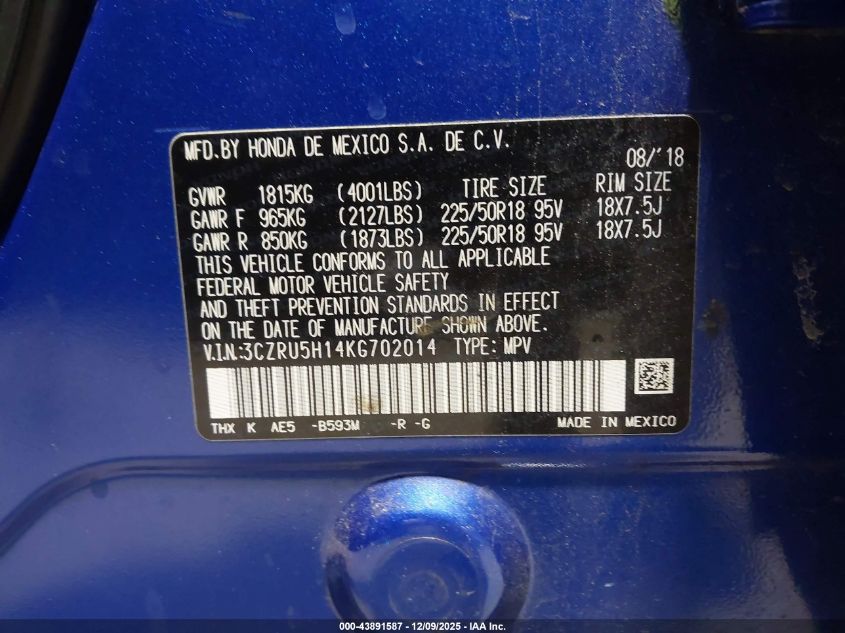 MFD.BY HONDA DE MEXICO S.A. DE C.V.
08/'18
GVWR 1815KG (4001LBS) TIRE SIZE RIM SIZE
GAWR F 965KG (2127LBS) 225/50R18 95V 18X7.5J
GAWR R 850KG (1873LBS) 225/50R18 95V 18X7.5J
THIS VEHICLE CONFORMS TO ALL APPLICABLE
FEDERAL MOTOR VEHICLE SAFETY
AND THEFT PREVENTION STANDARDS IN EFFECT
ON THE DATE OF MANUFACTURE SHOWN ABOVE.
V.I.N.:3CZRU5H14KG702014 TYPE: MPV
THX K AE5 -B593M -R -G MADE IN MEXICO
000-43891587 - 12/09/2025 - IAA Inc.